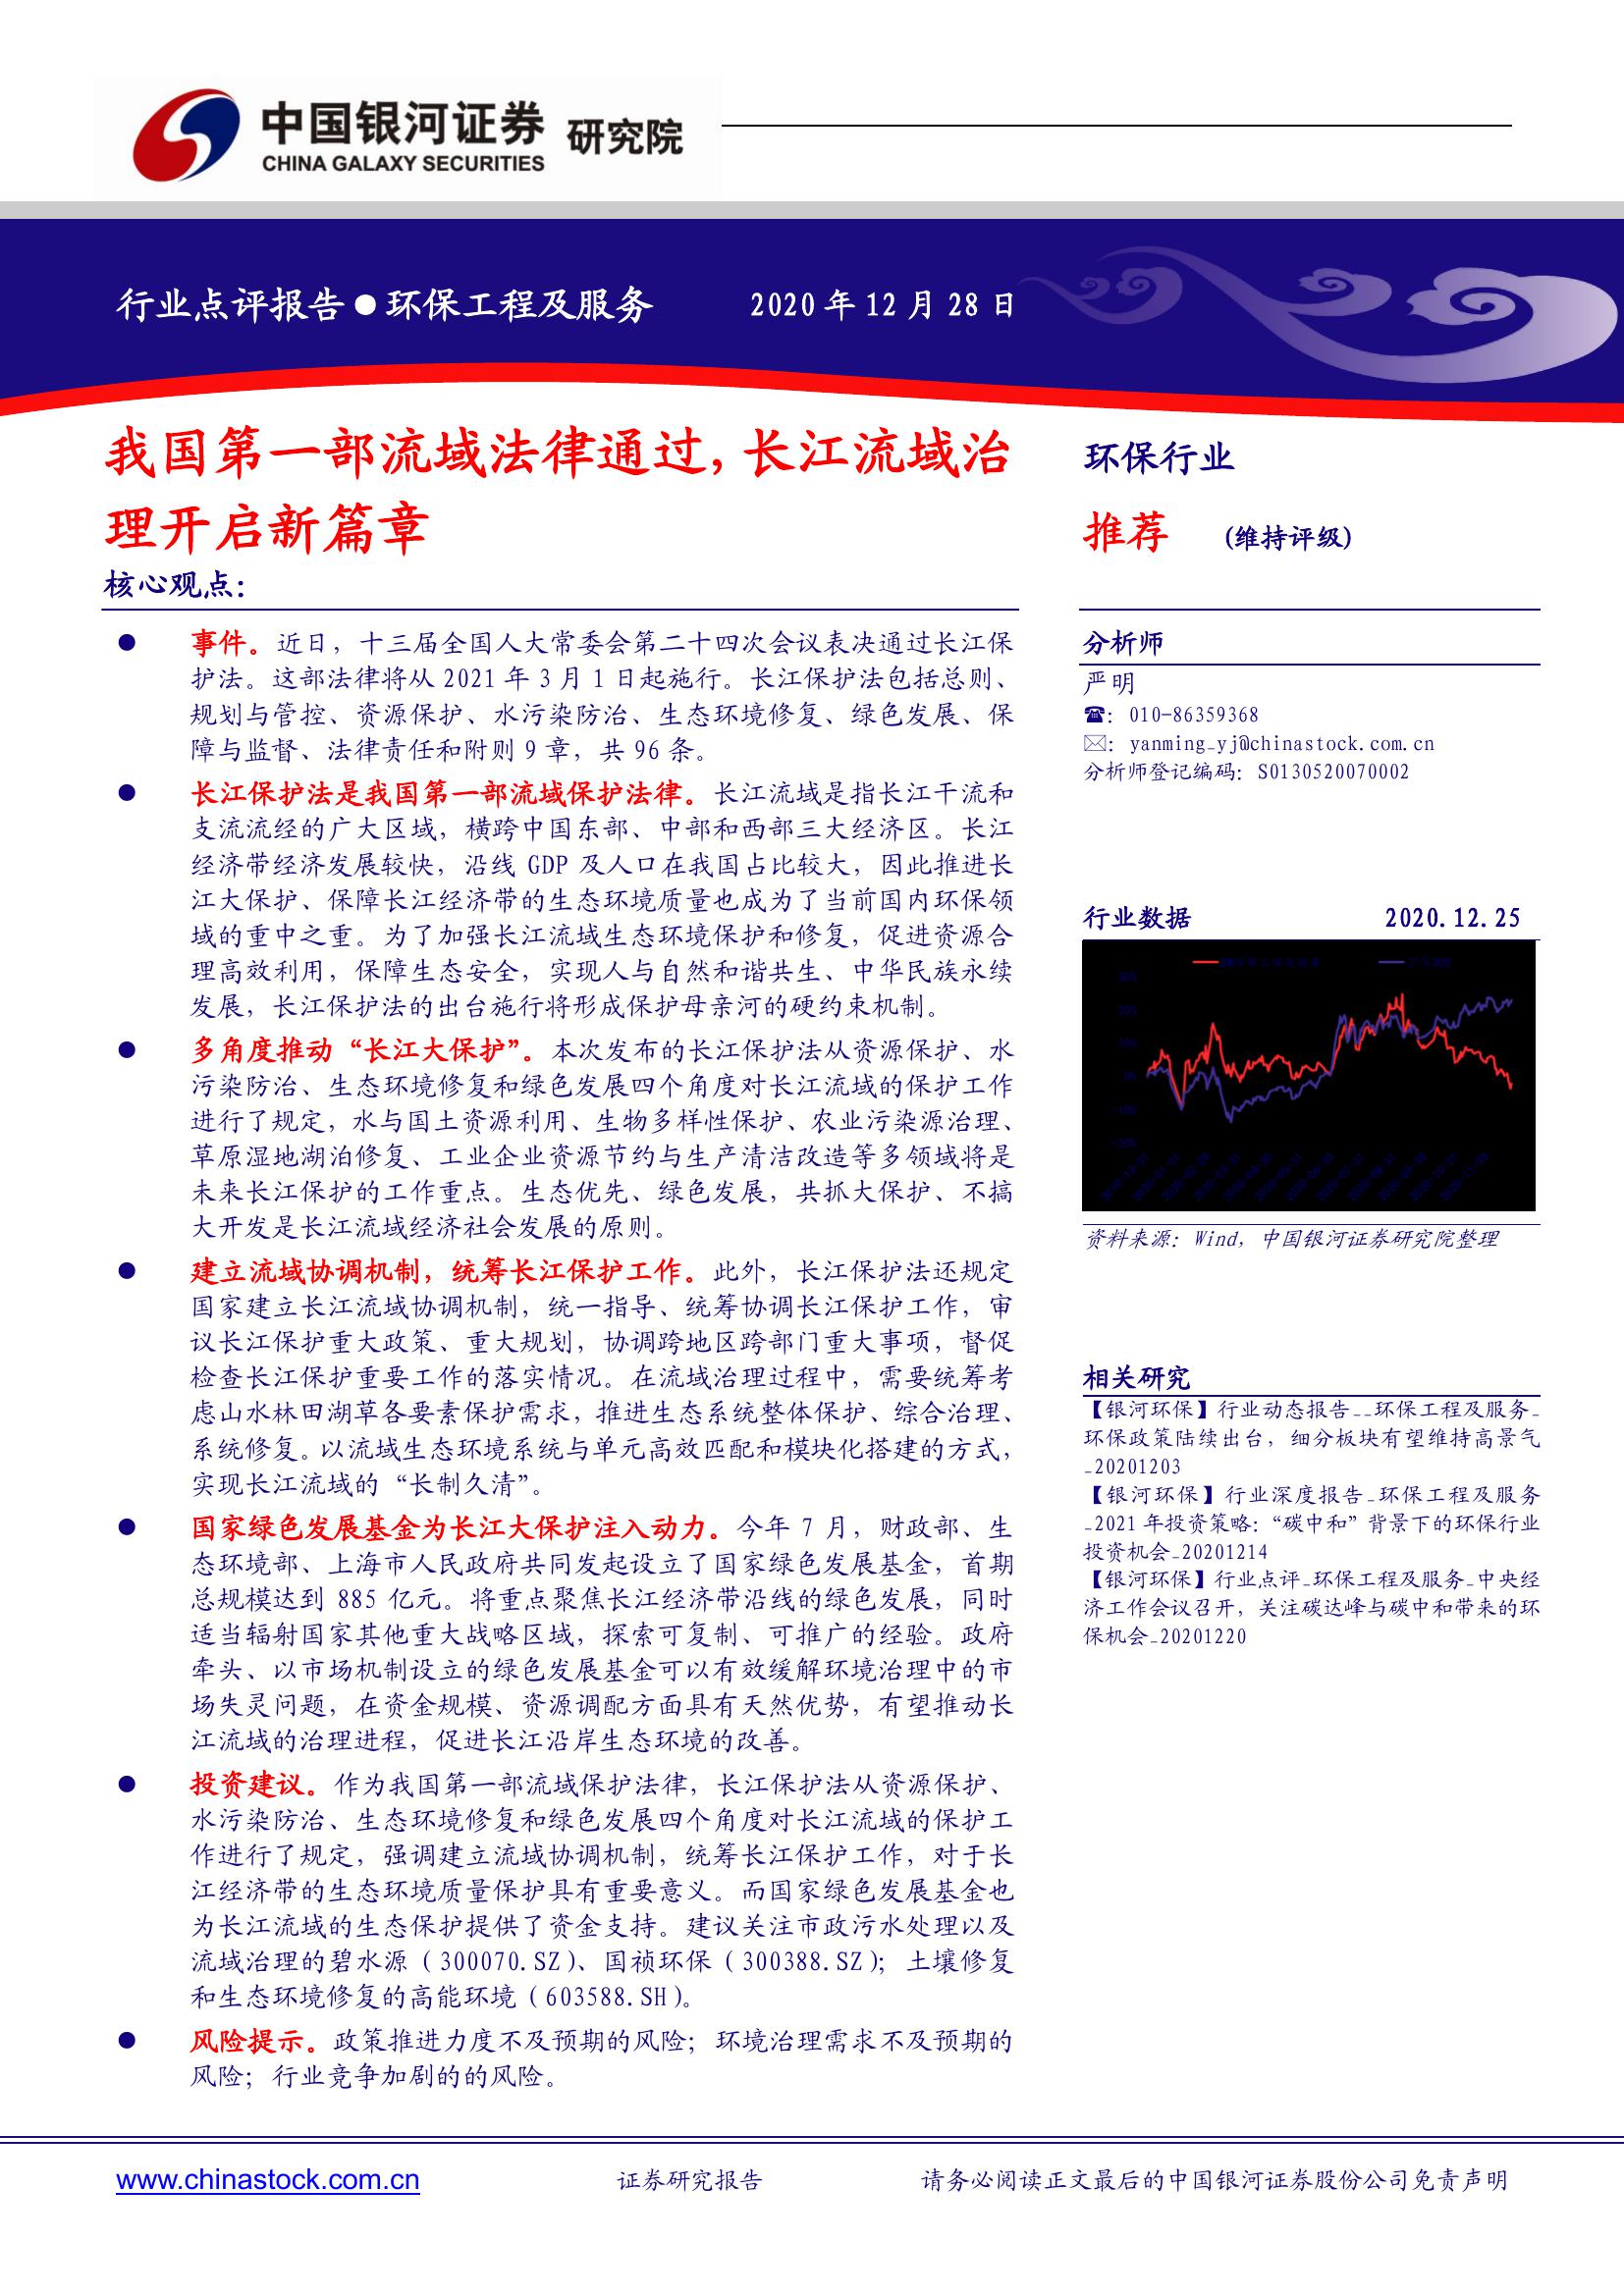 中国银河证券 研究院
CHINA GALAXY SECURITIES
行业点评报告●环保工程及服务 2020年12月28日
我国第一部流域法律通过，长江流域治
理开启新篇章
核心观点：
● 事件。近日，十三届全国人大常委会第二十四次会议表决通过长江保
护法。这部法律将从 2021 年 3 月 1 日起施行。长江保护法包括总则、
规划与管控、资源保护、水污染防治、生态环境修复、绿色发展、保
障与监督、法律责任和附则 9 章，共 96 条。
● 长江保护法是我国第一部流域保护法律。长江流域是指长江干流和
支流流经的广大区域，横跨中国东部、中部和西部三大经济区。长江
经济带经济发展较快，沿线 GDP 及人口在我国占比较大，因此推进长
江大保护、保障长江经济带的生态环境质量也成为了当前国内环保领
域的重中之重。为了加强长江流域生态环境保护和修复，促进资源合
理高效利用，保障生态安全，实现人与自然和谐共生、中华民族永续
发展，长江保护法的出台施行将形成保护母亲河的硬约束机制。
● 多角度推动“长江大保护”。本次发布的长江保护法从资源保护、水
污染防治、生态环境修复和绿色发展四个角度对长江流域的保护工作
进行了规定，水与国土资源利用、生物多样性保护、农业污染源治理、
草原湿地湖泊修复、工业企业资源节约与生产清洁改造等多领域将是
未来长江保护的工作重点。生态优先、绿色发展，共抓大保护、不搞
大开发是长江流域经济社会发展的原则。
● 建立流域协调机制，统筹长江保护工作。此外，长江保护法还规定
国家建立长江流域协调机制，统一指导、统筹协调长江保护工作，审
议长江保护重大政策、重大规划，协调跨地区跨部门重大事项，督促
检查长江保护重要工作的落实情况。在流域治理过程中，需要统筹考
虑山水林田湖草各要素保护需求，推进生态系统整体保护、综合治理、
系统修复。以流域生态环境系统与单元高效匹配和模块化搭建的方式，
实现长江流域的“长制久清”。
● 国家绿色发展基金为长江大保护注入动力。今年 7 月，财政部、生
态环境部、上海市人民政府共同发起设立了国家绿色发展基金，首期
总规模达到 885 亿元。将重点聚焦长江经济带沿线的绿色发展，同时
适当辐射国家其他重大战略区域，探索可复制、可推广的经验。政府
牵头、以市场机制设立的绿色发展基金可以有效缓解环境治理中的市
场失灵问题，在资金规模、资源调配方面具有天然优势，有望推动长
江流域的治理进程，促进长江沿岸生态环境的改善。
● 投资建议。作为我国第一部流域保护法律，长江保护法从资源保护、
水污染防治、生态环境修复和绿色发展四个角度对长江流域的保护工
作进行了规定，强调建立流域协调机制，统筹长江保护工作，对于长
江经济带的生态环境质量保护具有重要意义。而国家绿色发展基金也
为长江流域的生态保护提供了资金支持。建议关注市政污水处理以及
流域治理的碧水源（300070.SZ）、国祯环保（300388.SZ）；土壤修复
和生态环境修复的高能环境（603588.SH）。
● 风险提示。政策推进力度不及预期的风险；环境治理需求不及预期的
风险；行业竞争加剧的的风险。
环保行业
推荐 (维持评级)
分析师
严明
☎：010-86359368
✉：yanming_yj@chinastock.com.cn
分析师登记编码：S0130520070002
行业数据 2020.12.25
资料来源：Wind，中国银河证券研究院整理
相关研究
【银河环保】行业动态报告__环保工程及服务_
环保政策陆续出台，细分板块有望维持高景气
_20201203
【银河环保】行业深度报告_环保工程及服务
_2021 年投资策略：“碳中和”背景下的环保行业
投资机会_20201214
【银河环保】行业点评_环保工程及服务_中央经
济工作会议召开，关注碳达峰与碳中和带来的环
保机会_20201220
www.chinastock.com.cn 证券研究报告 请务必阅读正文最后的中国银河证券股份公司免责声明